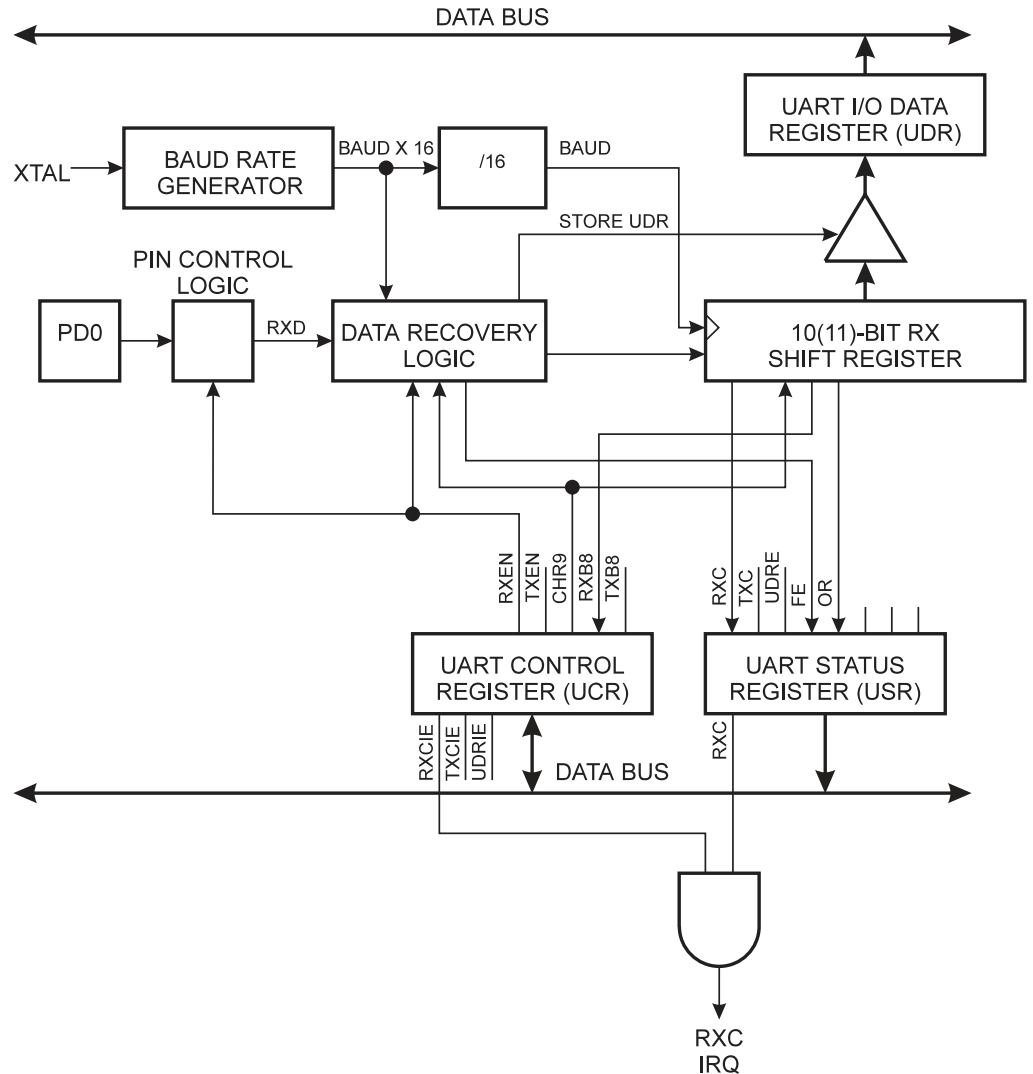 DATA BUS
UART I/O DATA
REGISTER (UDR)
XTAL
BAUD RATE
GENERATOR
BAUD X 16
/16
BAUD
STORE UDR
PIN CONTROL
LOGIC
PD0
RXD
DATA RECOVERY
LOGIC
10(11)-BIT RX
SHIFT REGISTER
RXEN
TXEN
CHR9
RXB8
TXB8
RXC
TXC
UDRE
FE
OR
UART CONTROL
REGISTER (UCR)
UART STATUS
REGISTER (USR)
RXCIE
TXCIE
UDRIE
RXC
DATA BUS
RXC
IRQ